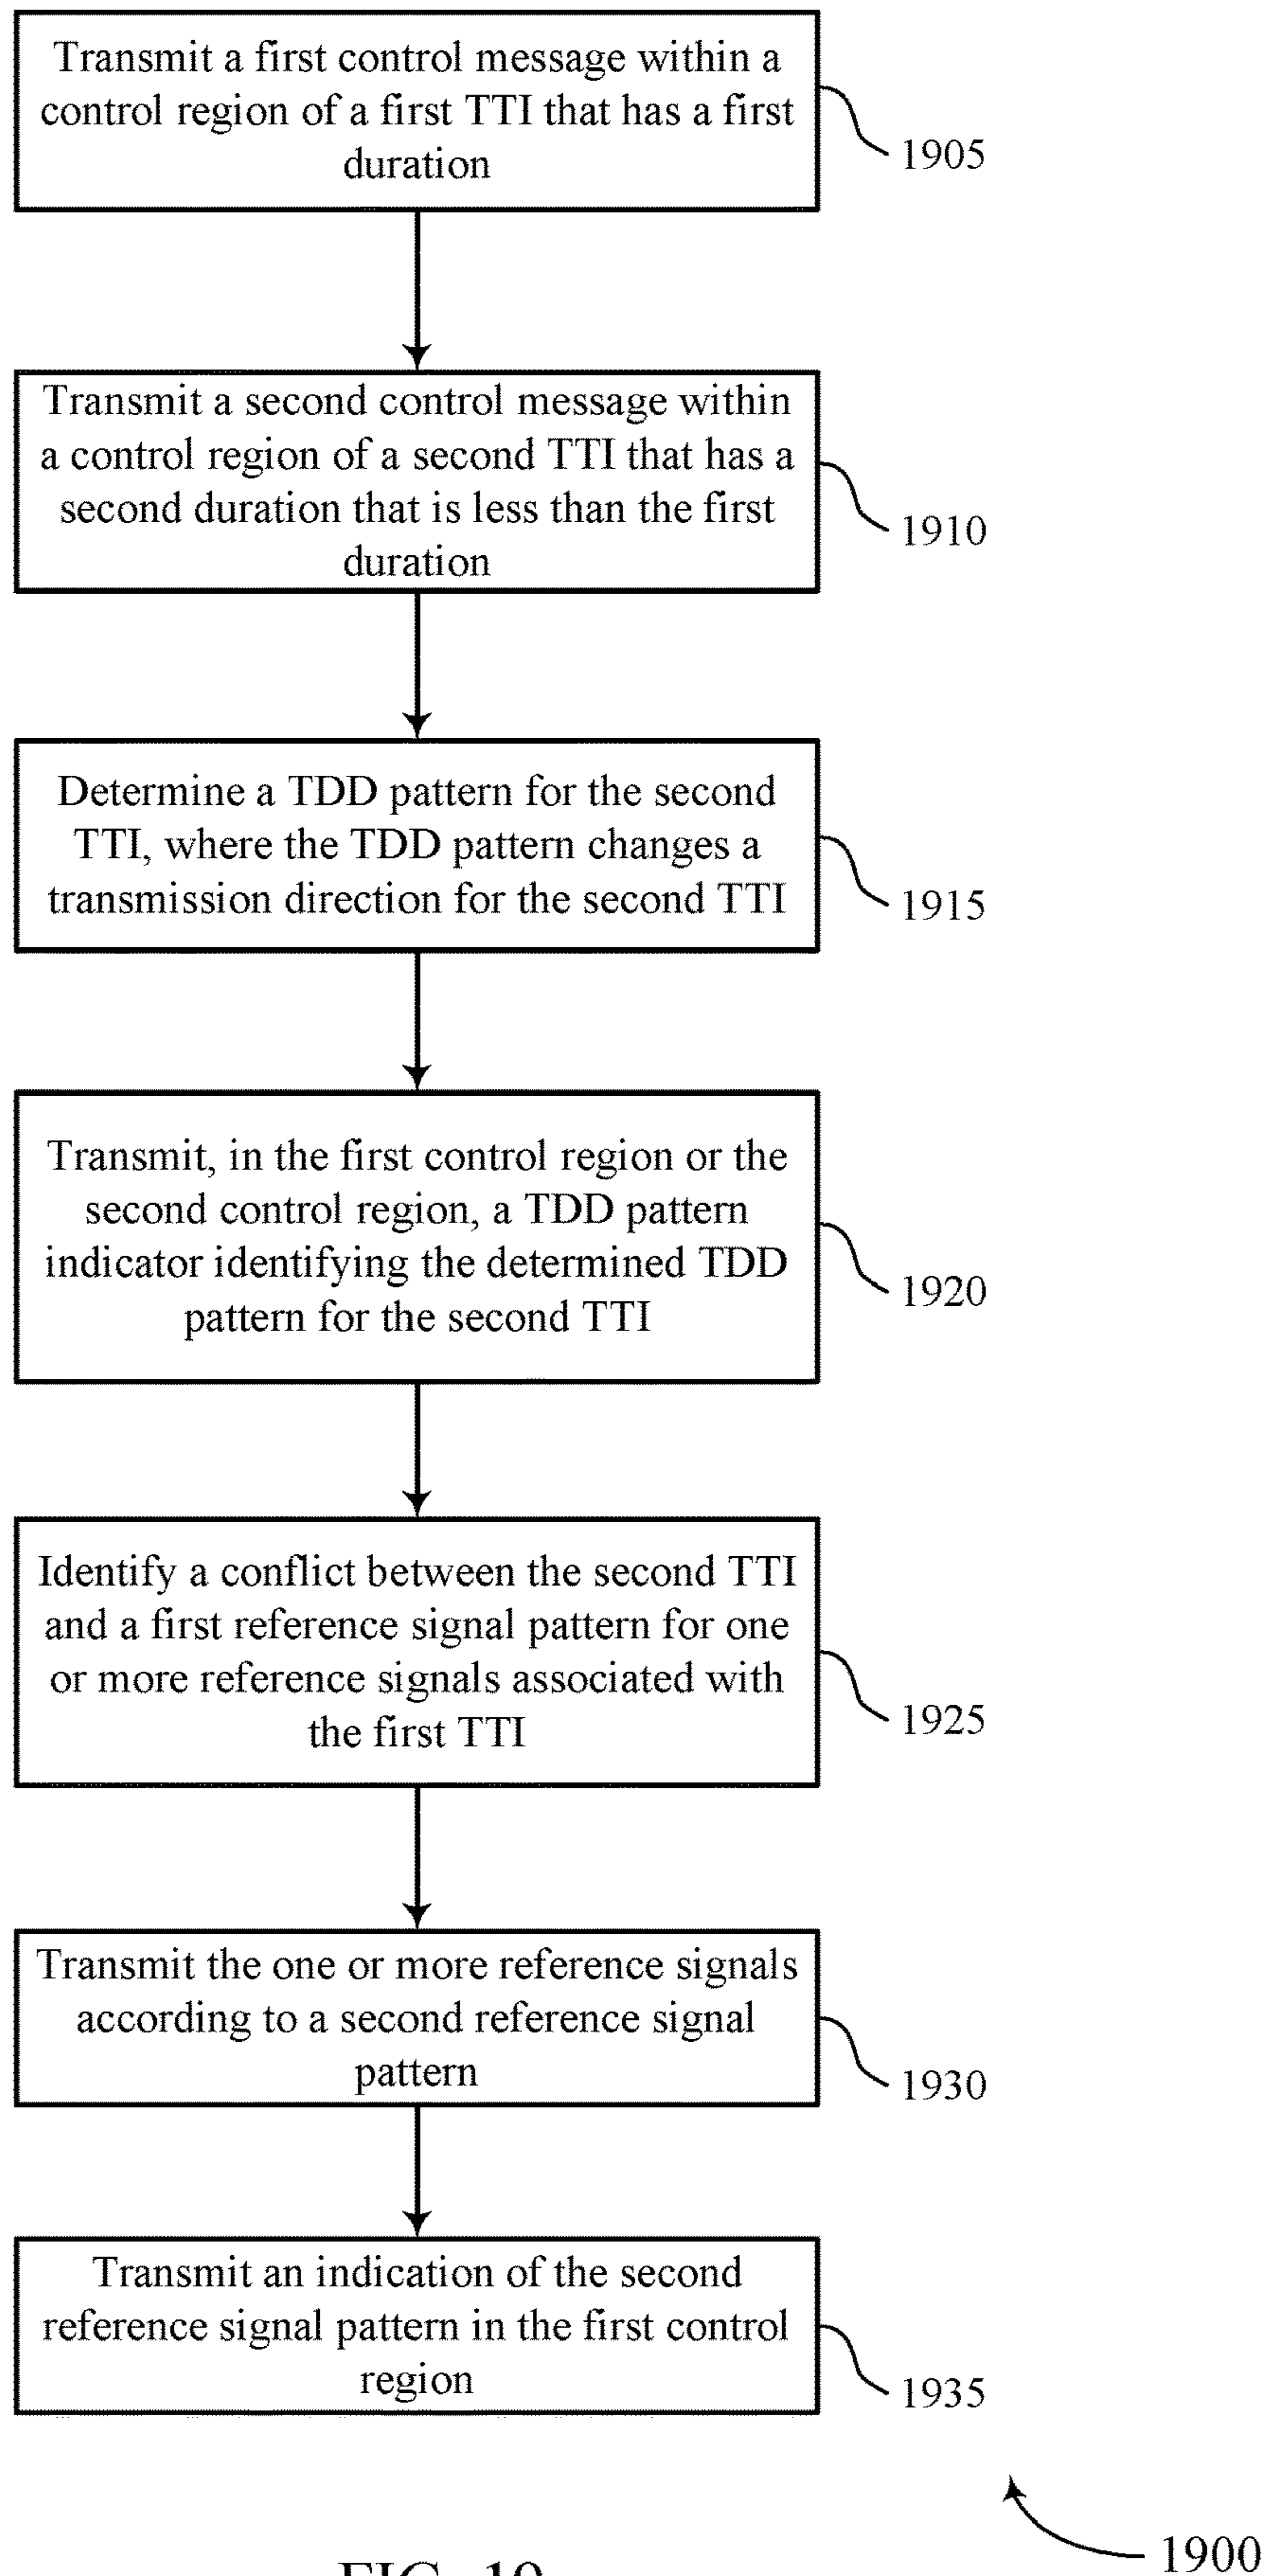 Transmit a first control message within a
control region of a first TTI that has a first
duration
1905
Transmit a second control message within
a control region of a second TTI that has a
second duration that is less than the first
duration
1910
Determine a TDD pattern for the second
TTI, where the TDD pattern changes a
transmission direction for the second TTI
1915
Transmit, in the first control region or the
second control region, a TDD pattern
indicator identifying the determined TDD
pattern for the second TTI
1920
Identify a conflict between the second TTI
and a first reference signal pattern for one
or more reference signals associated with
the first TTI
1925
Transmit the one or more reference signals
according to a second reference signal
pattern
1930
Transmit an indication of the second
reference signal pattern in the first control
region
1935
1900
FIG. 19